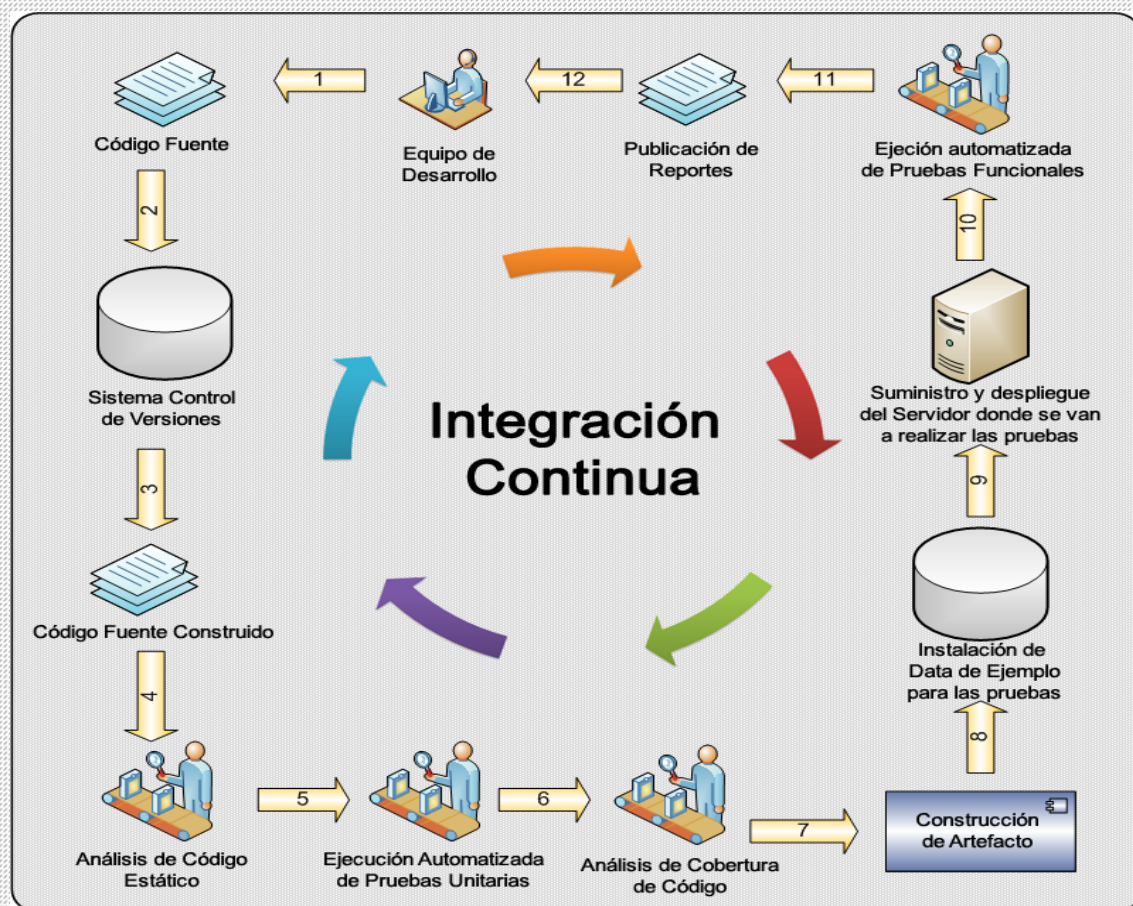 1
12
11
Código Fuente
Equipo de
Desarrollo
Publicación de
Reportes
Ejeción automatizada
de Pruebas Funcionales
2
10
Sistema Control
de Versiones
Integración
Continua
Suministro y despliegue
del Servidor donde se van
a realizar las pruebas
3
9
Código Fuente Construido
Instalación de
Data de Ejemplo
para las pruebas
4
8
5
6
7
Construcción
de Artefacto
Análisis de Código
Estático
Ejecución Automatizada
de Pruebas Unitarias
Análisis de Cobertura
de Código